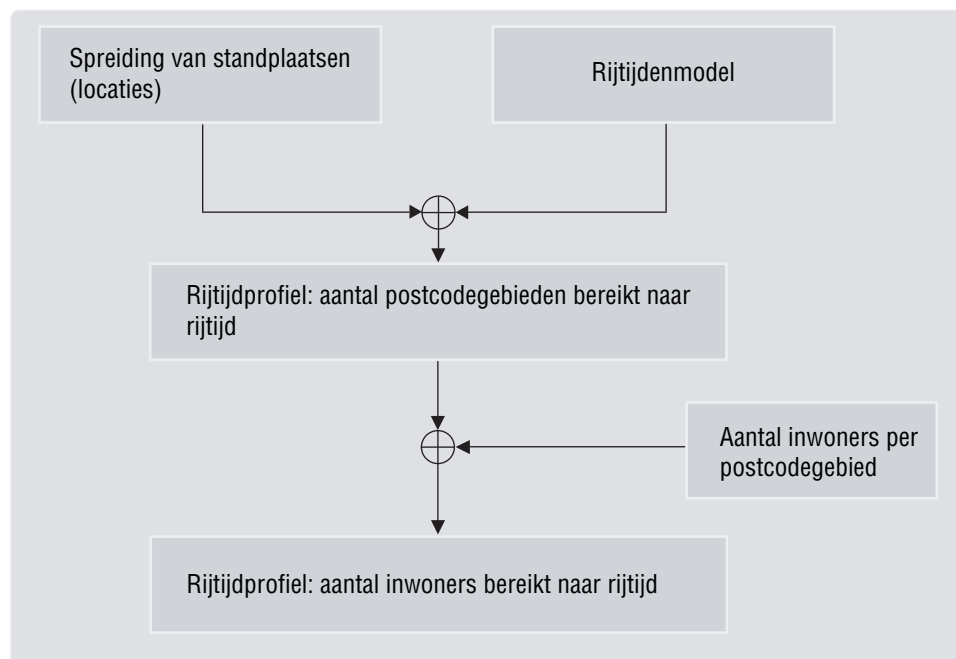 Spreiding van standplaatsen
(locaties)
Rijtijdenmodel
Rijtijdprofiel: aantal postcodegebieden bereikt naar
rijtijd
Aantal inwoners per
postcodegebied
Rijtijdprofiel: aantal inwoners bereikt naar rijtijd